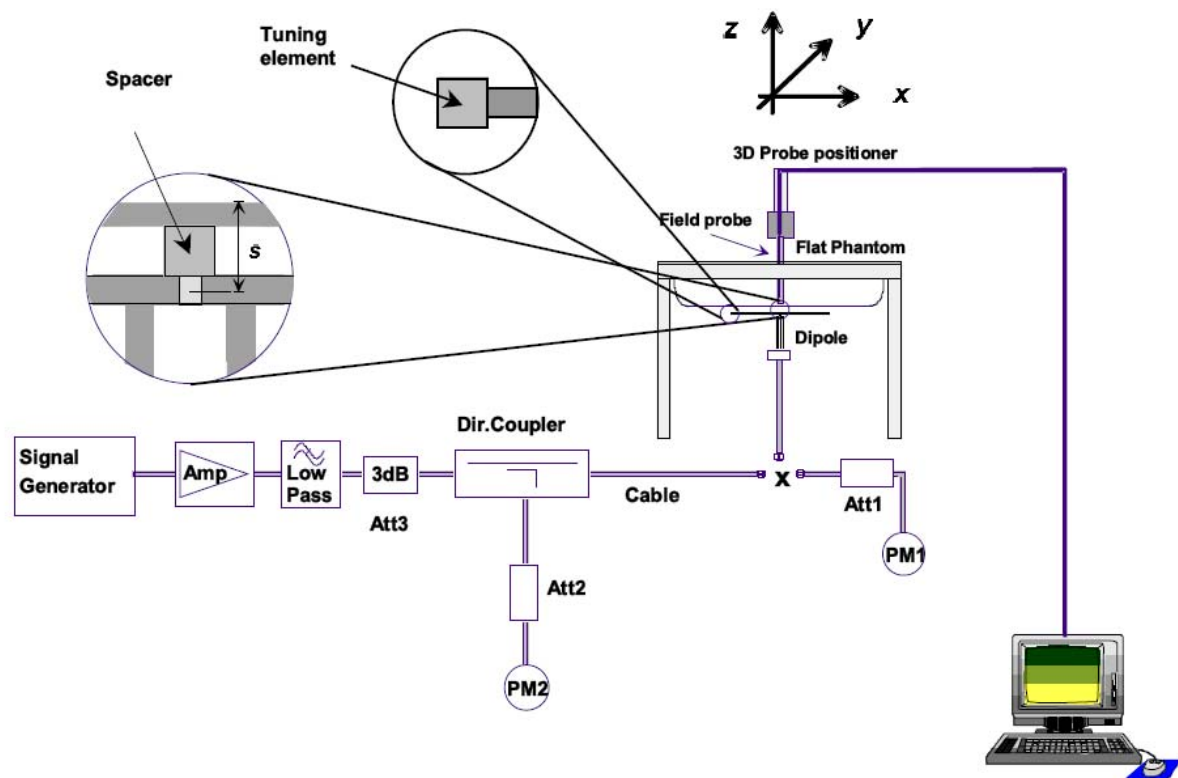 Tuning
element
Spacer
s
z
y
x
3D Probe positioner
Field probe
Flat Phantom
Dipole
Dir.Coupler
Signal
Generator
Amp
Low
Pass
3dB
Att3
Cable
x
Att1
PM1
Att2
PM2